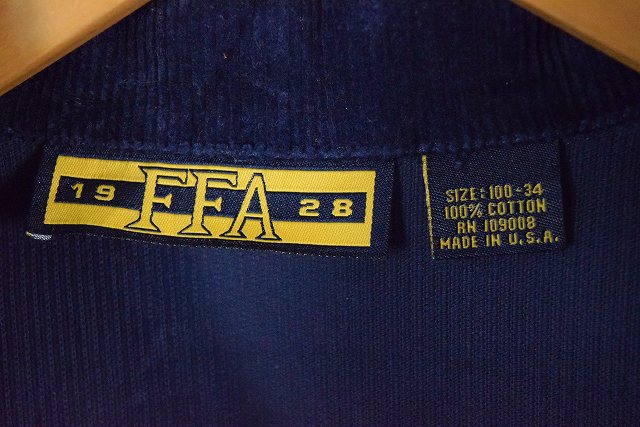 19 FFA 28
SIZE: 100-34
100% COTTON
RN 109008
MADE IN U.S.A.